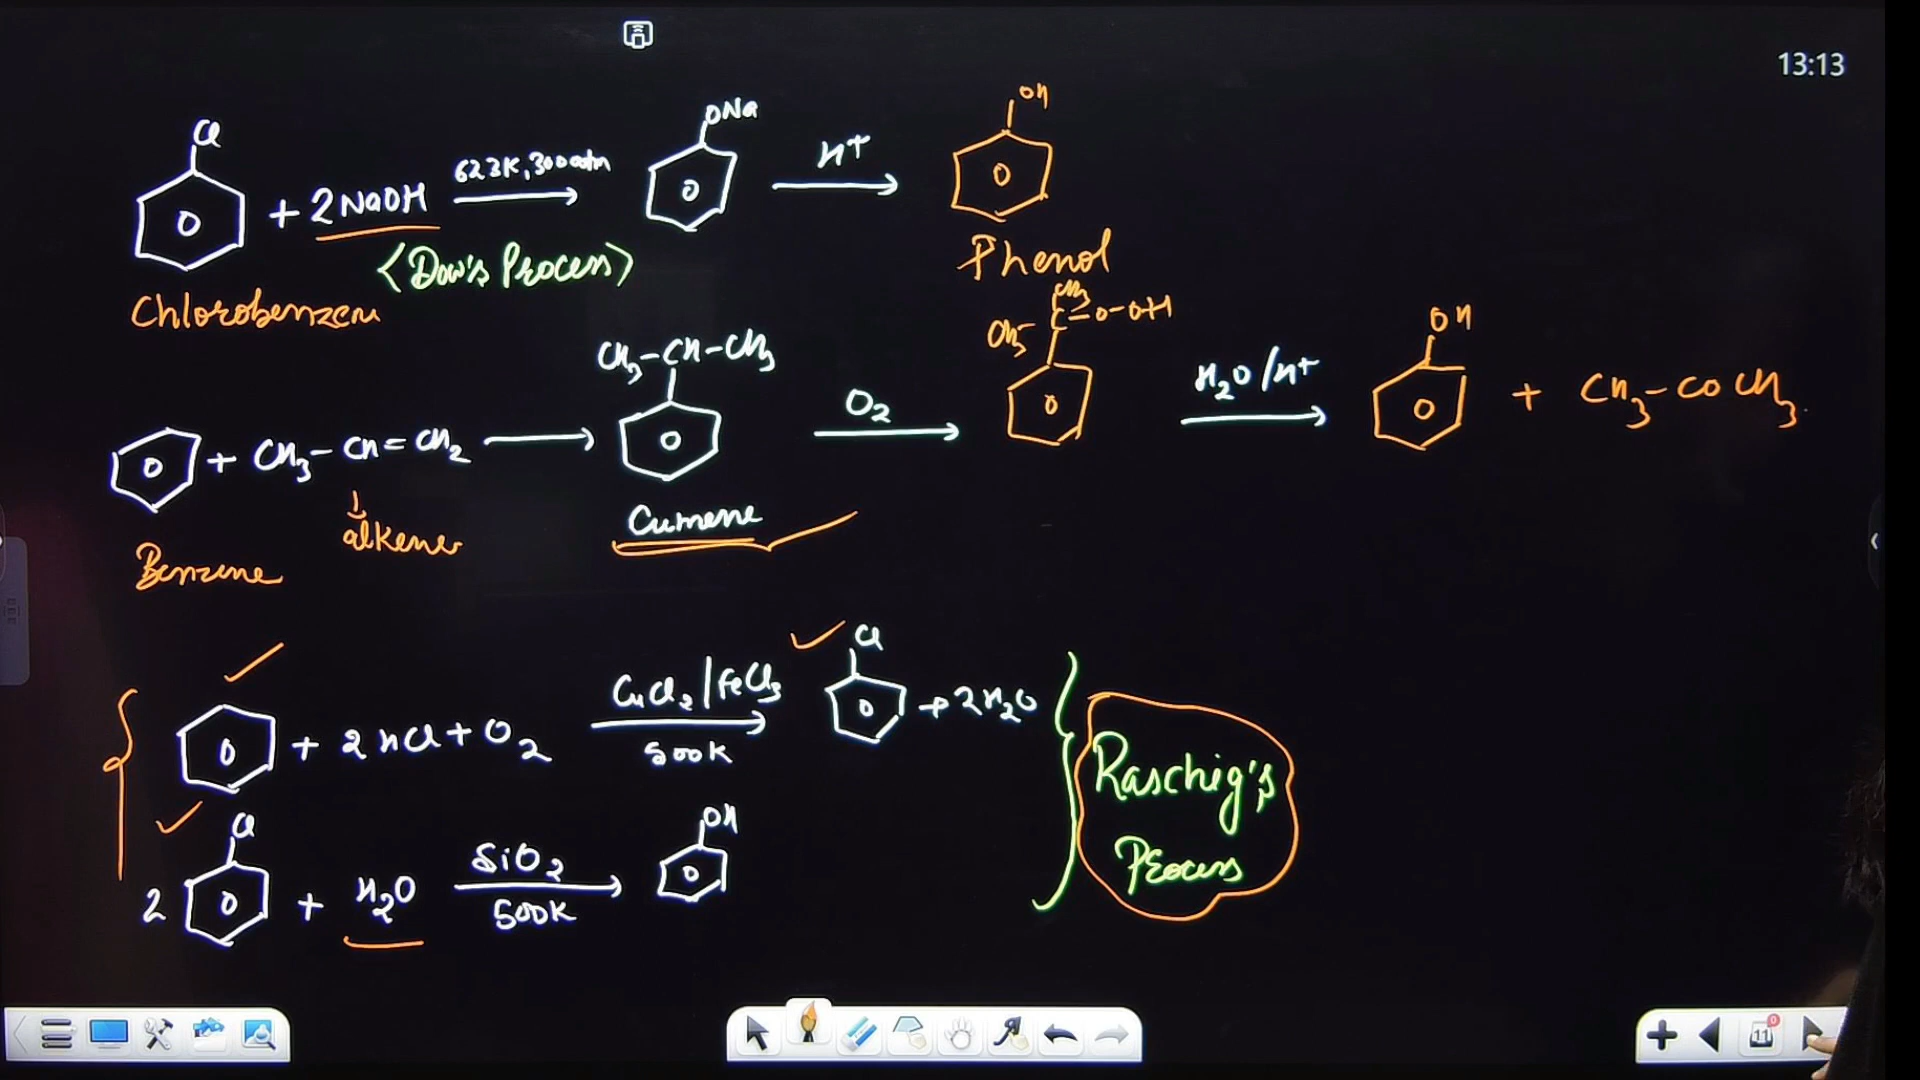 13:13
Cl ONa OH
+ 2NaOH 623K, 300atm H+
<Dow's Process> Phenol
Chlorobenzene
CH3-CH-CH3 CH3 CH3 C-O-OH OH
+ CH3-CH=CH2 O2 H2O/H+ + CH3-COCH3
alkene Cumene
Benzene
Cl
+ 2HCl + O2 CuCl2/FeCl3 + 2H2O
500K
Raschig's
Process
Cl OH
2 + H2O SiO2
500K
11
0